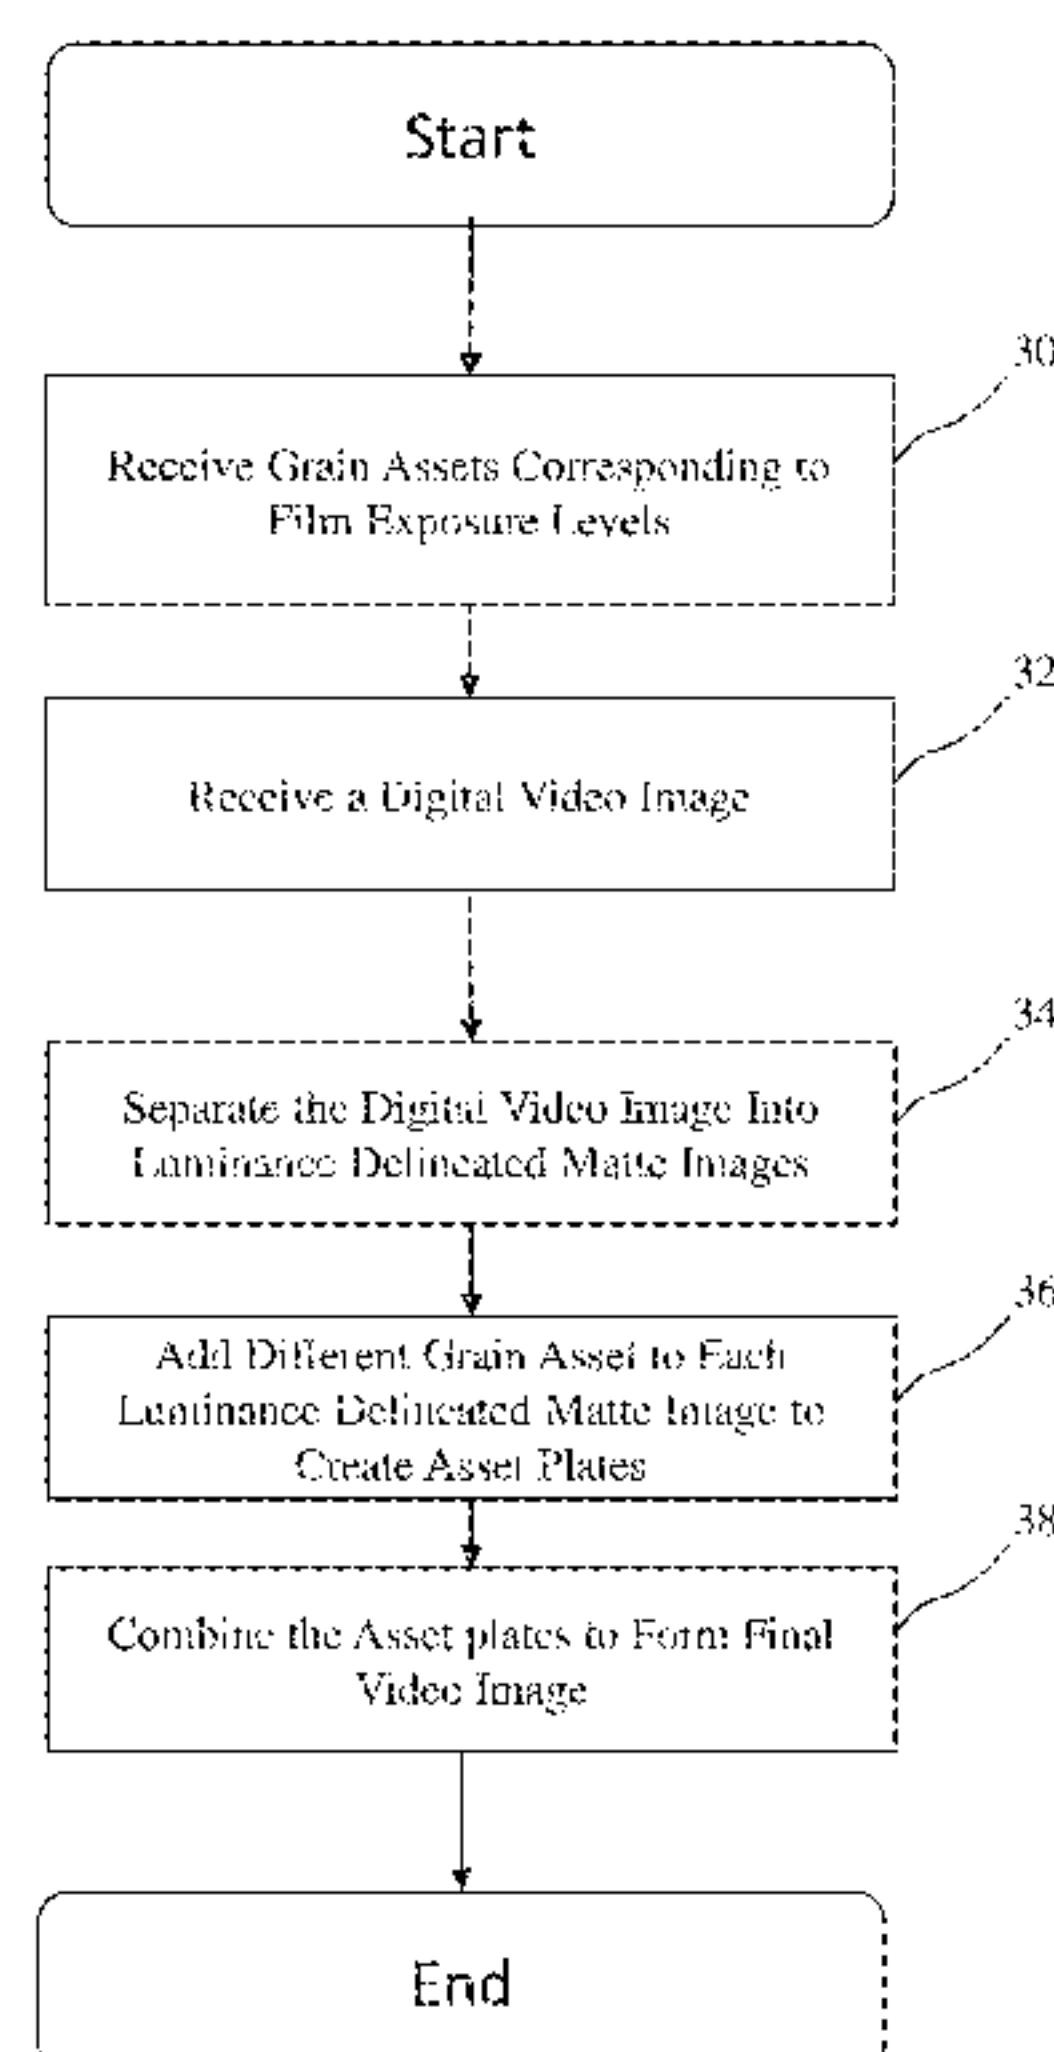 Start
30
Receive Grain Assets Corresponding to
Film Exposure Levels
32
Receive a Digital Video Image
34
Separate the Digital Video Image Into
Luminance Delineated Matte Images
36
Add Different Grain Asset to Each
Luminance Delineated Matte Image to
Create Asset Plates
38
Combine the Asset plates to Form Final
Video Image
End